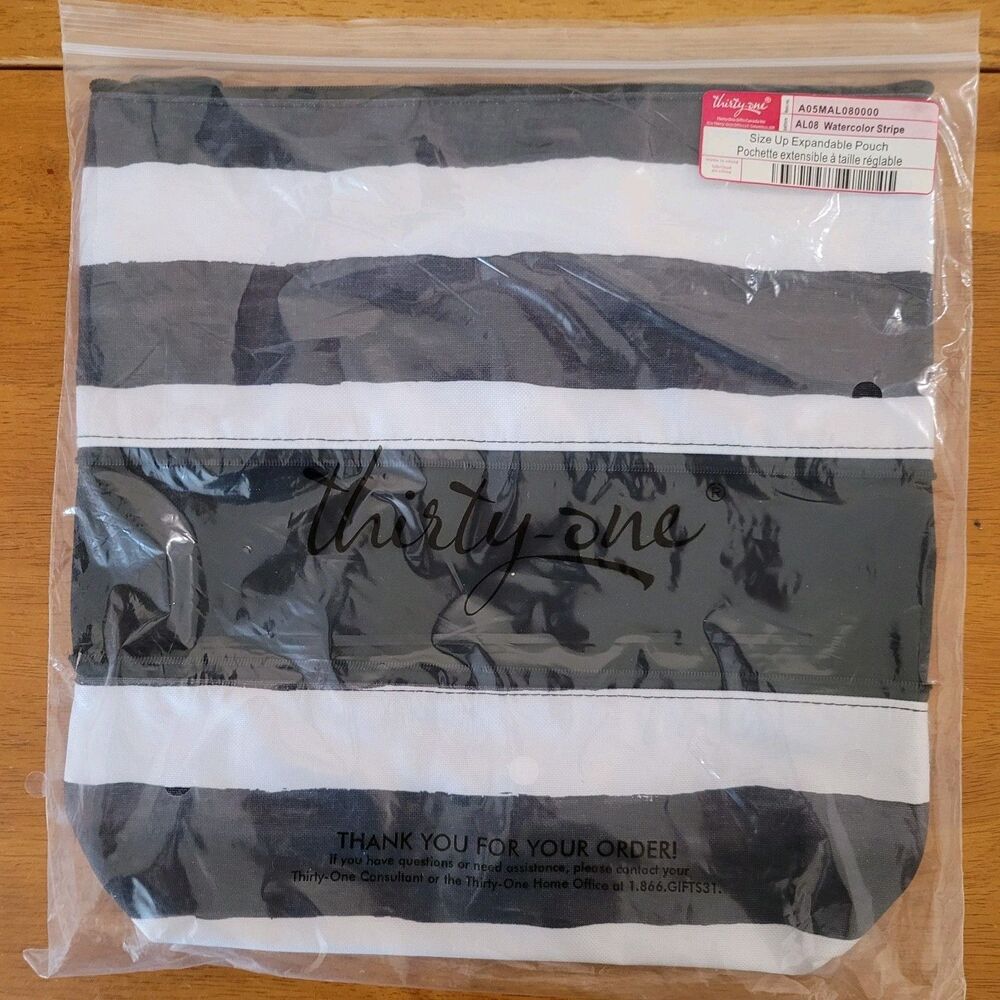 thirty-one®
A05MAL080000
AL08 Watercolor Stripe
Size Up Expandable Pouch
Pochette extensible à taille réglable
thirty-one®
THANK YOU FOR YOUR ORDER!
If you have questions or need assistance, please contact your
Thirty-One Consultant or the Thirty-One Home Office at 1.866.GIFTS31.